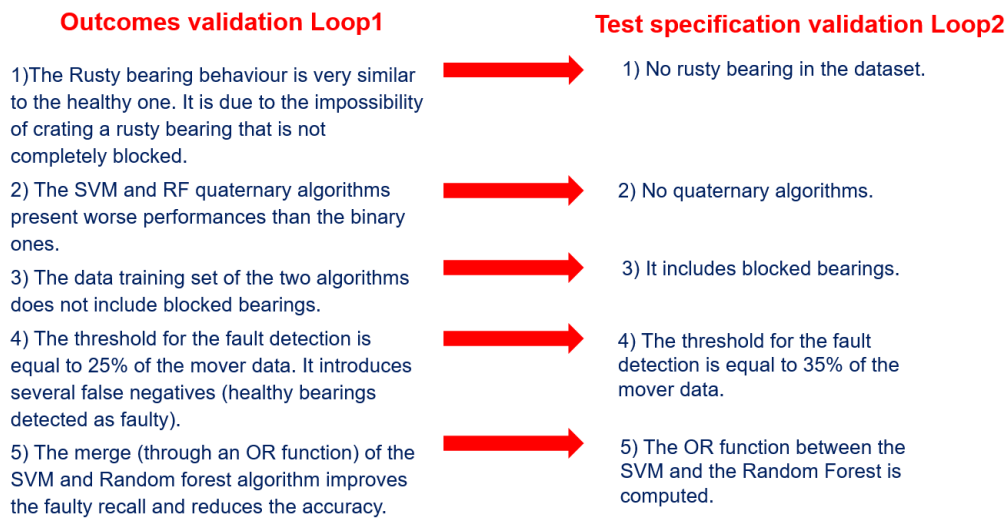 Outcomes validation Loop1
1)The Rusty bearing behaviour is very similar
to the healthy one. It is due to the impossibility
of crating a rusty bearing that is not
completely blocked.
2) The SVM and RF quaternary algorithms
present worse performances than the binary
ones.
3) The data training set of the two algorithms
does not include blocked bearings.
4) The threshold for the fault detection is
equal to 25% of the mover data. It introduces
several false negatives (healthy bearings
detected as faulty).
5) The merge (through an OR function) of the
SVM and Random forest algorithm improves
the faulty recall and reduces the accuracy.
Test specification validation Loop2
1) No rusty bearing in the dataset.
2) No quaternary algorithms.
3) It includes blocked bearings.
4) The threshold for the fault
detection is equal to 35% of the
mover data.
5) The OR function between the
SVM and the Random Forest is
computed.